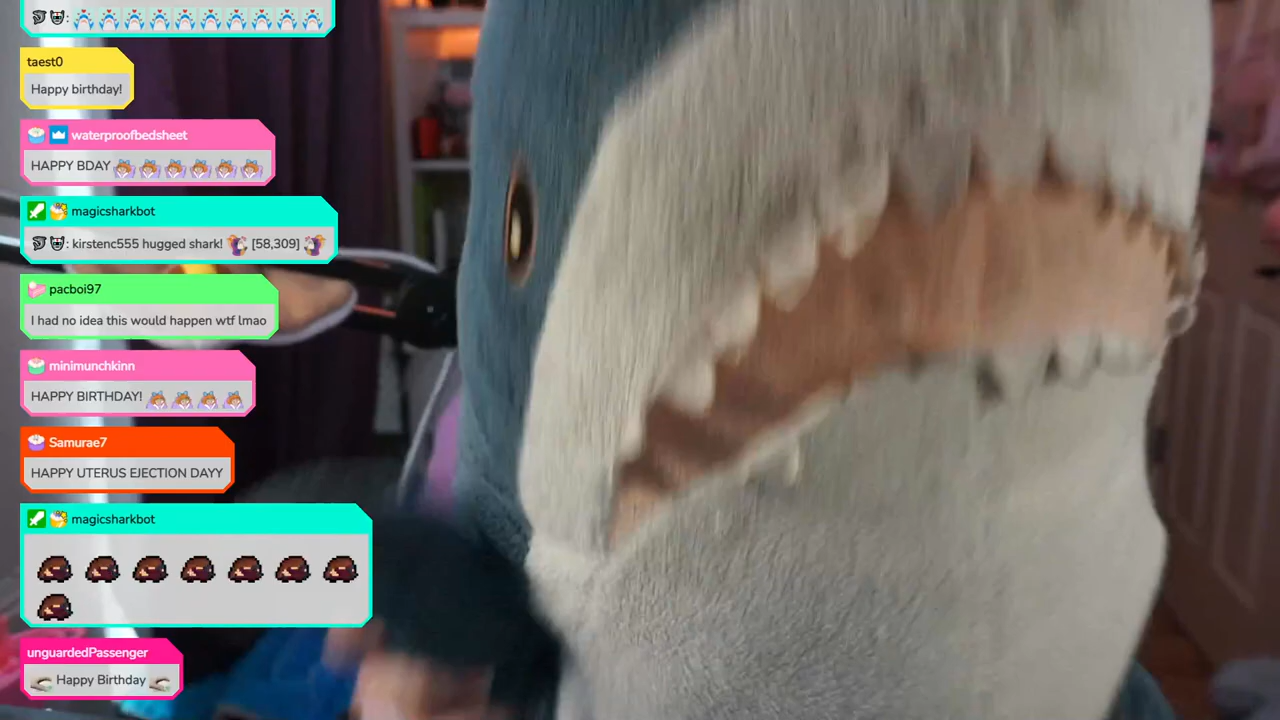 :
taest0
Happy birthday!
waterproofbedsheet
HAPPY BDAY
magicsharkbot
: kirstenc555 hugged shark! [58,309]
pacboi97
I had no idea this would happen wtf lmao
minimunchkinn
HAPPY BIRTHDAY!
Samurae7
HAPPY UTERUS EJECTION DAYY
magicsharkbot
unguardedPassenger
Happy Birthday